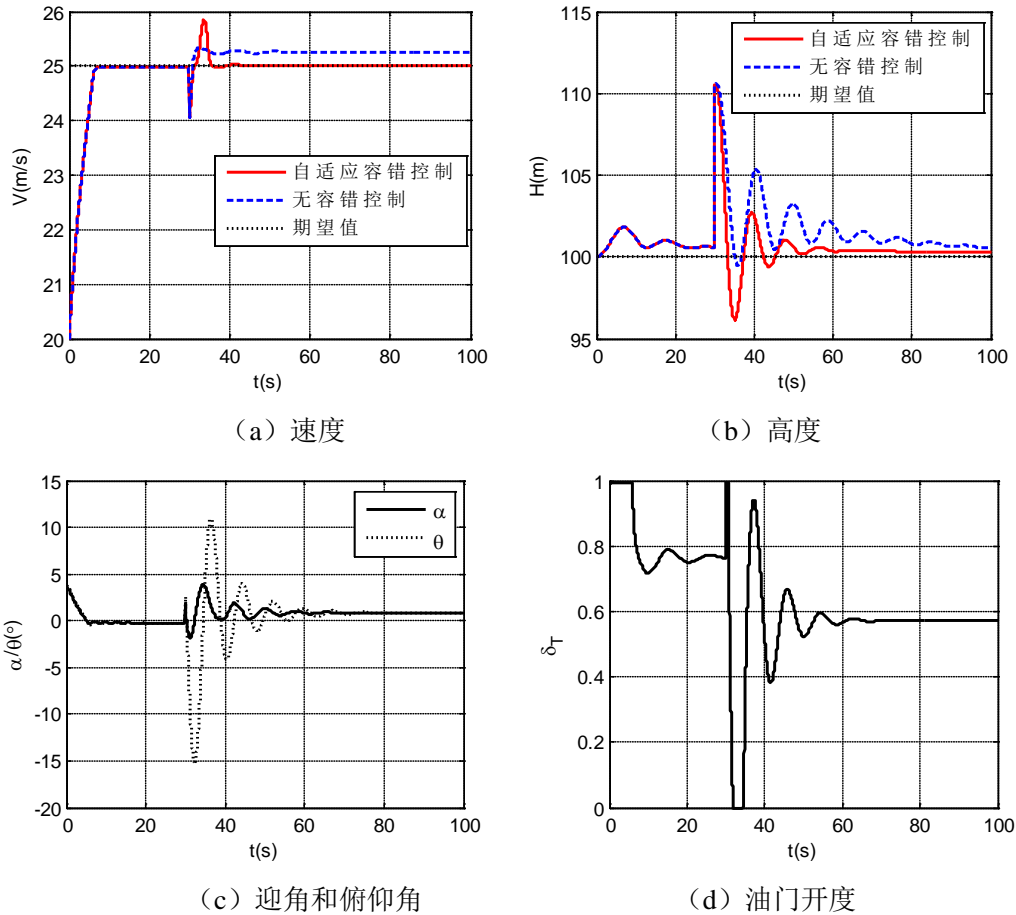 26
25
24
23
22
21
20
V(m/s)
自适应容错控制
无容错控制
期望值
0 20 40 60 80 100
t(s)
(a) 速度
115
110
105
100
95
H(m)
自适应容错控制
无容错控制
期望值
0 20 40 60 80 100
t(s)
(b) 高度
15
10
5
0
-5
-10
-15
-20
α/θ(°)
α
θ
0 20 40 60 80 100
t(s)
(c) 迎角和俯仰角
1
0.8
0.6
0.4
0.2
0
δT
0 20 40 60 80 100
t(s)
(d) 油门开度